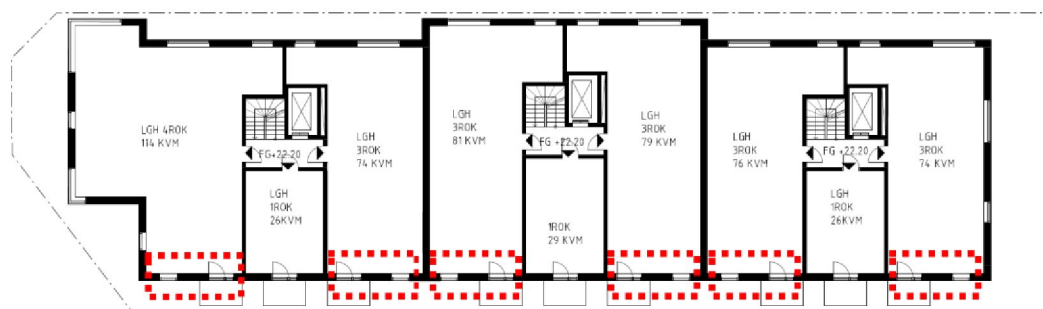 LGH 4ROK
114 KVM
FG +22.20
LGH
3ROK
74 KVM
LGH
1ROK
26KVM
LGH
3ROK
81 KVM
FG +22.20
LGH
3ROK
79 KVM
1ROK
29 KVM
LGH
3ROK
76 KVM
FG +22.20
LGH
3ROK
74 KVM
LGH
1ROK
26KVM